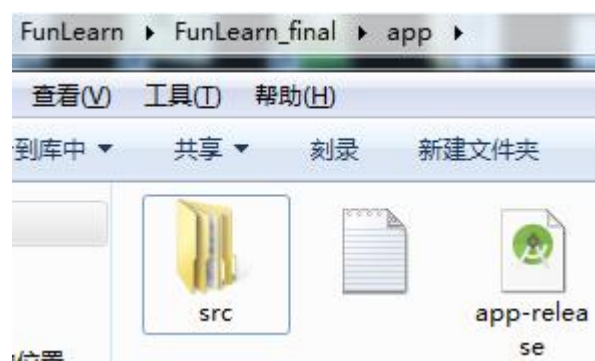 FunLearn ▸ FunLearn_final ▸ app ▸
查看(V) 工具(T) 帮助(H)
到库中 ▾ 共享 ▾ 刻录 新建文件夹
src
app-relea
se
位置